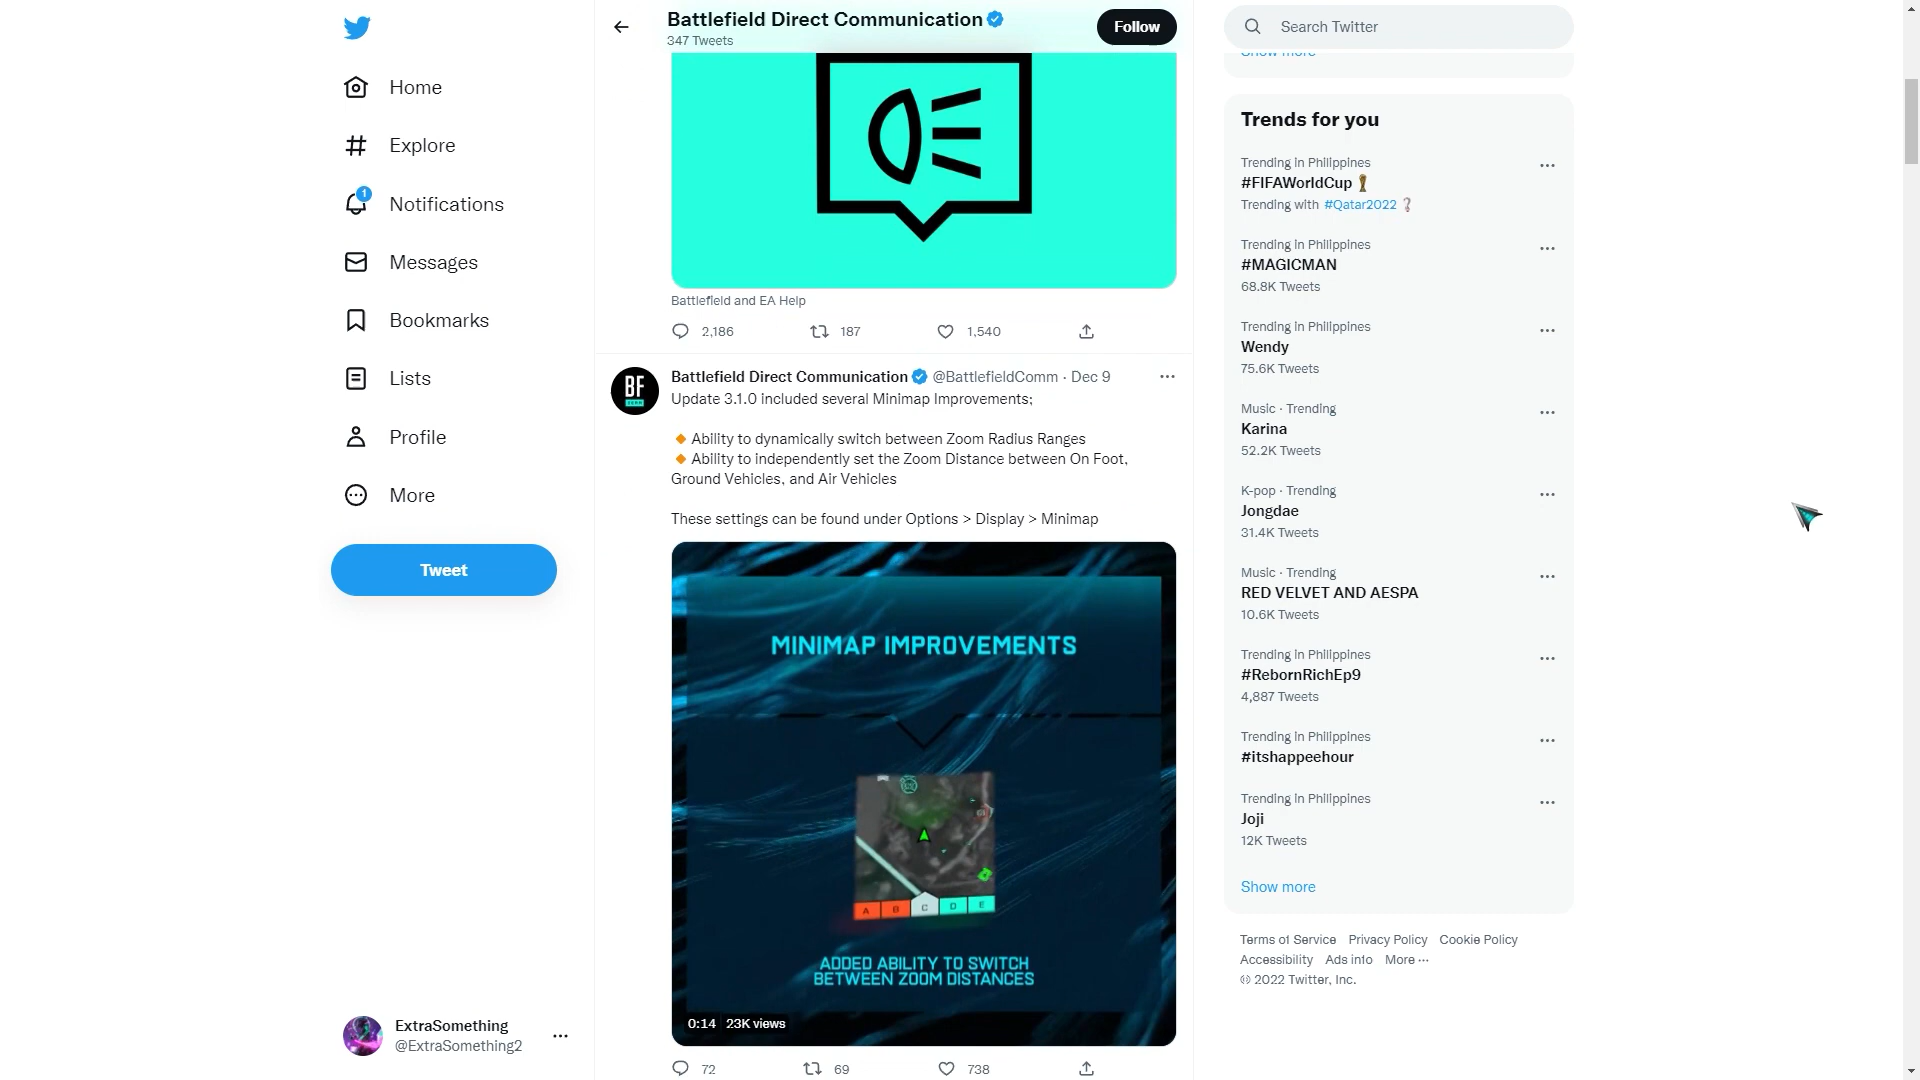 Home
Explore
1
Notifications
Messages
Bookmarks
Lists
Profile
More
Tweet
ExtraSomething
@ExtraSomething2
Battlefield Direct Communication
347 Tweets
Follow
Battlefield and EA Help
2,186 187 1,540
BF
Battlefield Direct Communication @BattlefieldComm · Dec 9
Update 3.1.0 included several Minimap Improvements;
🔸 Ability to dynamically switch between Zoom Radius Ranges
🔸 Ability to independently set the Zoom Distance between On Foot,
Ground Vehicles, and Air Vehicles
These settings can be found under Options > Display > Minimap
MINIMAP IMPROVEMENTS
A B C D E
ADDED ABILITY TO SWITCH
BETWEEN ZOOM DISTANCES
0:14 23K views
72 69 738
Search Twitter
Show more
Trends for you
Trending in Philippines
#FIFAWorldCup
Trending with #Qatar2022
Trending in Philippines
#MAGICMAN
68.8K Tweets
Trending in Philippines
Wendy
75.6K Tweets
Music · Trending
Karina
52.2K Tweets
K-pop · Trending
Jongdae
31.4K Tweets
Music · Trending
RED VELVET AND AESPA
10.6K Tweets
Trending in Philippines
#RebornRichEp9
4,887 Tweets
Trending in Philippines
#itshappeehour
Trending in Philippines
Joji
12K Tweets
Show more
Terms of Service Privacy Policy Cookie Policy
Accessibility Ads info More ···
© 2022 Twitter, Inc.